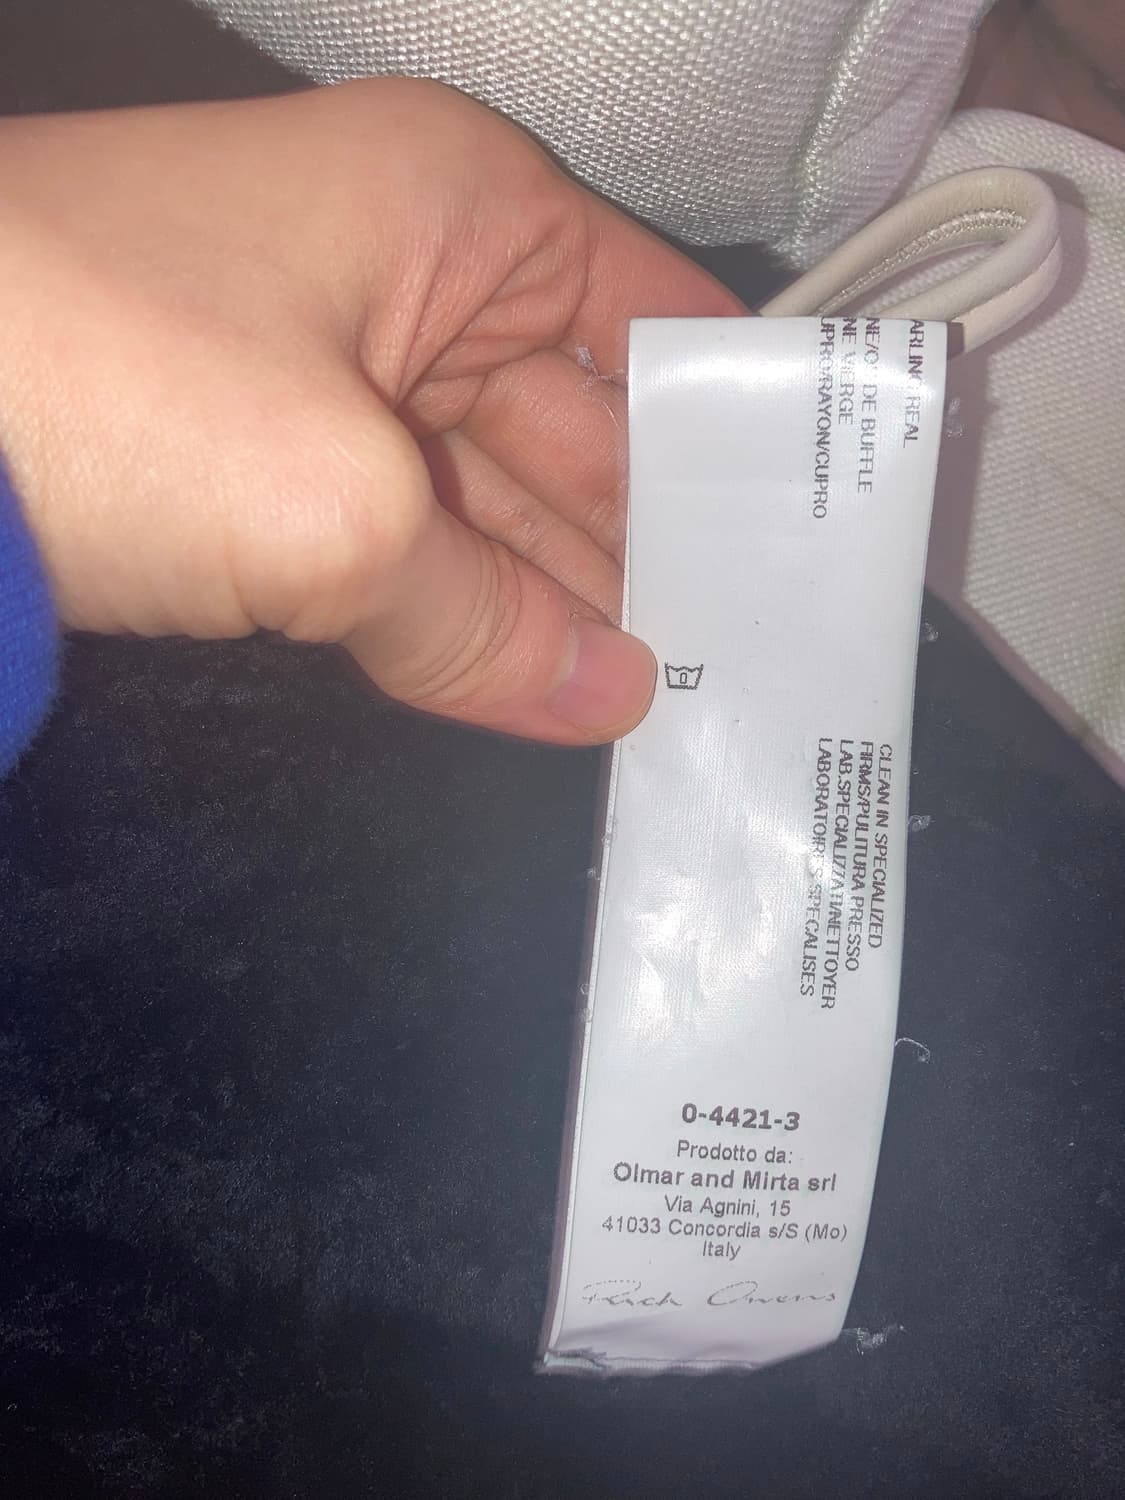 ARLING REAL
NE/OS DE BUFFLE
NE VIERGE
UPRO/RAYON/CUPRO
0
CLEAN IN SPECIALIZED
FIRMS/PULITURA PRESSO
LAB.SPECIALIZZATI/NETTOYER
LABORATOIRES SPECALISES
0-4421-3
Prodotto da:
Olmar and Mirta srl
Via Agnini, 15
41033 Concordia s/S (Mo)
Italy
Rick Owens